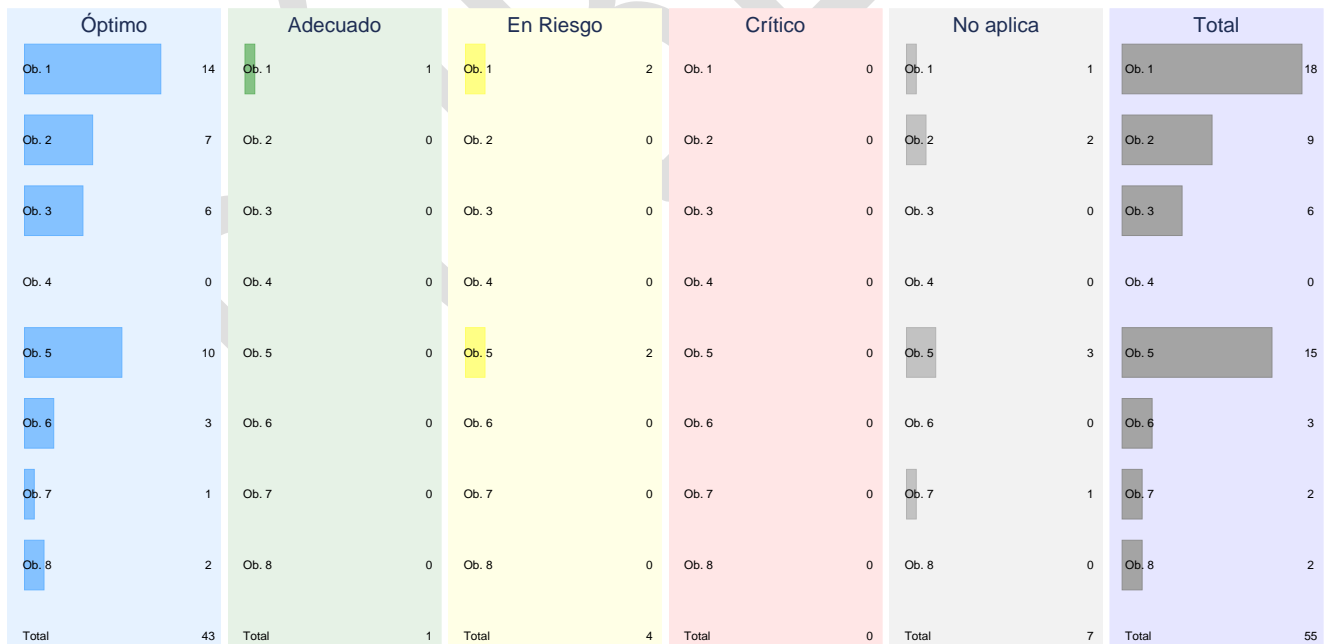 Óptimo Adecuado En Riesgo Crítico No aplica Total
Ob. 1 14 Ob. 1 1 Ob. 1 2 Ob. 1 0 Ob. 1 1 Ob. 1 18
Ob. 2 7 Ob. 2 0 Ob. 2 0 Ob. 2 0 Ob. 2 2 Ob. 2 9
Ob. 3 6 Ob. 3 0 Ob. 3 0 Ob. 3 0 Ob. 3 0 Ob. 3 6
Ob. 4 0 Ob. 4 0 Ob. 4 0 Ob. 4 0 Ob. 4 0 Ob. 4 0
Ob. 5 10 Ob. 5 0 Ob. 5 2 Ob. 5 0 Ob. 5 3 Ob. 5 15
Ob. 6 3 Ob. 6 0 Ob. 6 0 Ob. 6 0 Ob. 6 0 Ob. 6 3
Ob. 7 1 Ob. 7 0 Ob. 7 0 Ob. 7 0 Ob. 7 1 Ob. 7 2
Ob. 8 2 Ob. 8 0 Ob. 8 0 Ob. 8 0 Ob. 8 0 Ob. 8 2
Total 43 Total 1 Total 4 Total 0 Total 7 Total 55